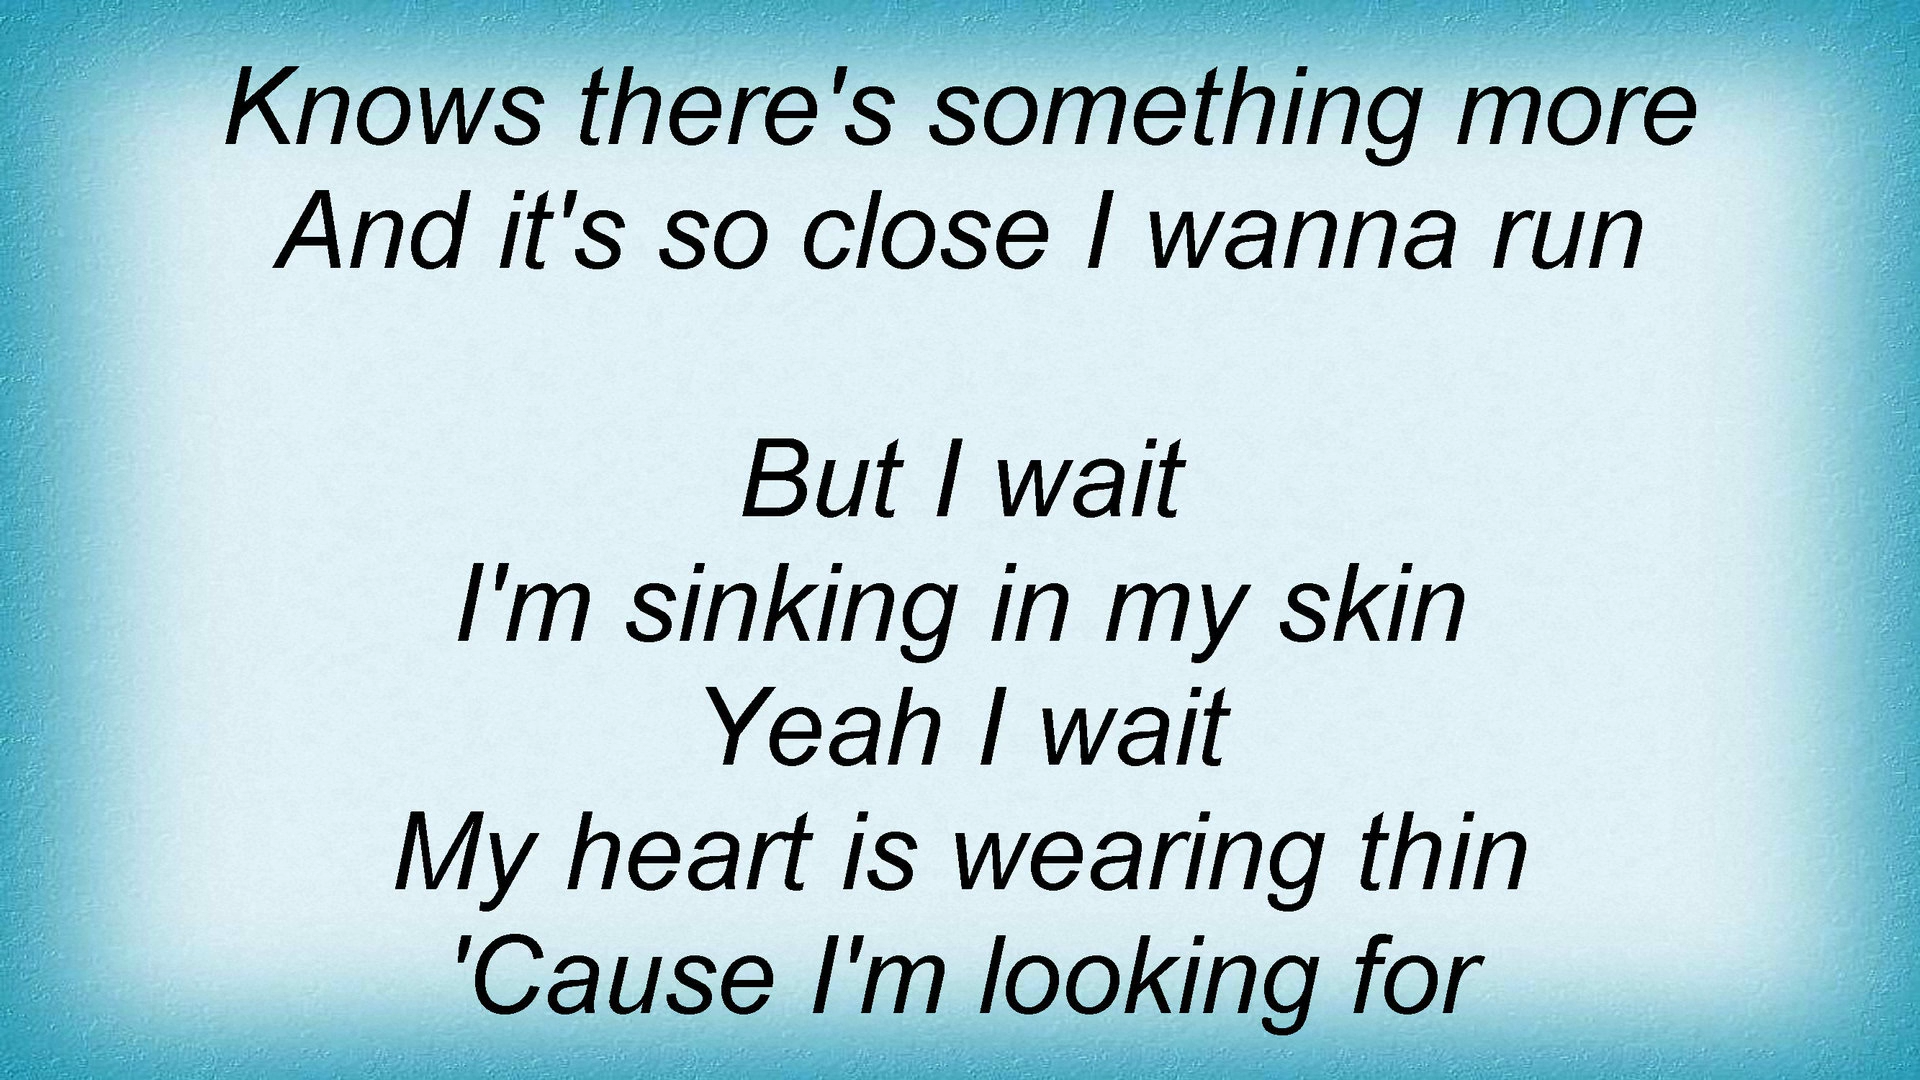 Knows there's something more
And it's so close I wanna run
But I wait
I'm sinking in my skin
Yeah I wait
My heart is wearing thin
'Cause I'm looking for